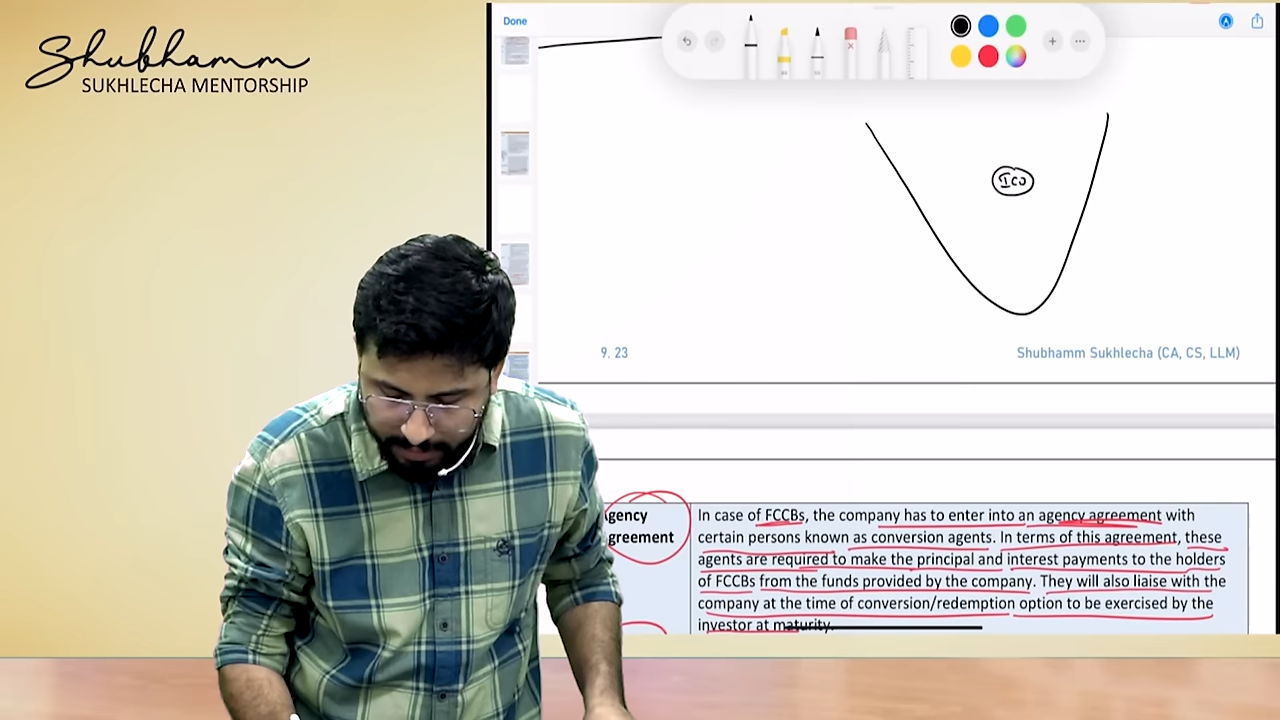 Shubhamm
SUKHLECHA MENTORSHIP
Done
ICO
9. 23
Shubhamm Sukhlecha (CA, CS, LLM)
gency
greement
In case of FCCBs, the company has to enter into an agency agreement with
certain persons known as conversion agents. In terms of this agreement, these
agents are required to make the principal and interest payments to the holders
of FCCBs from the funds provided by the company. They will also liaise with the
company at the time of conversion/redemption option to be exercised by the
investor at maturity.